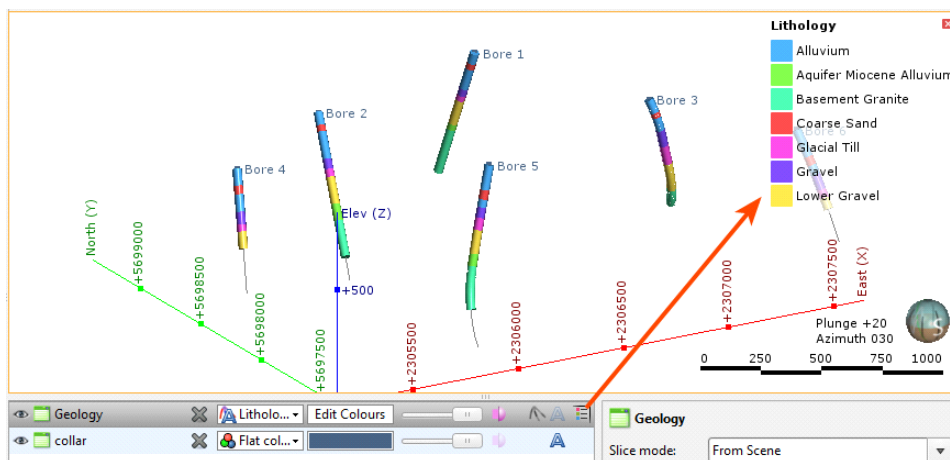 Lithology
Alluvium
Aquifer Miocene Alluvium
Basement Granite
Coarse Sand
Glacial Till
Gravel
Lower Gravel
Bore 1
Bore 2
Bore 3
Bore 4
Bore 5
Bore 6
Elev (Z)
+500
North (Y)
+5699000
+5698500
+5698000
+5697500
+2305500
+2306000
+2306500
+2307000
+2307500
East (X)
Plunge +20
Azimuth 030
0 250 500 750 1000
Geology Litholo... Edit Colours
collar Flat col...
Geology
Slice mode: From Scene